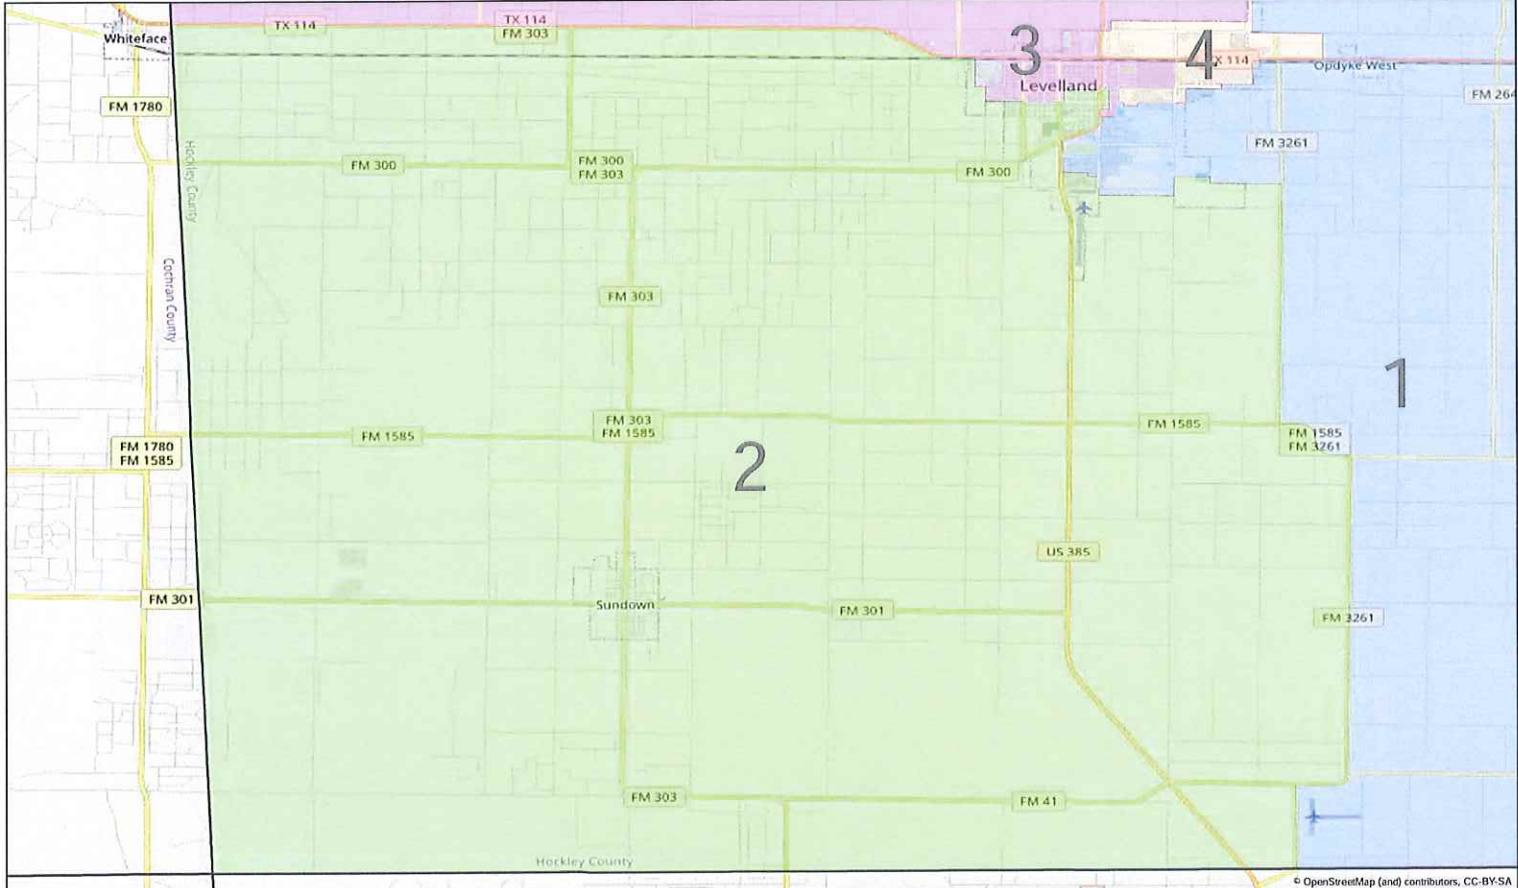 TX 114
TX 114
FM 303
Whiteface
3
4
X 114
Opdyke West
Levelland
FM 264
FM 1780
FM 3261
Hockley County
FM 300
FM 300
FM 303
FM 300
Cochran County
FM 303
1
FM 303
FM 1585
FM 1585
FM 1585
FM 1585
FM 3261
FM 1780
FM 1585
2
US 385
FM 301
Sundown
FM 301
FM 3261
FM 303
FM 41
Hockley County
© OpenStreetMap (and) contributors, CC-BY-SA